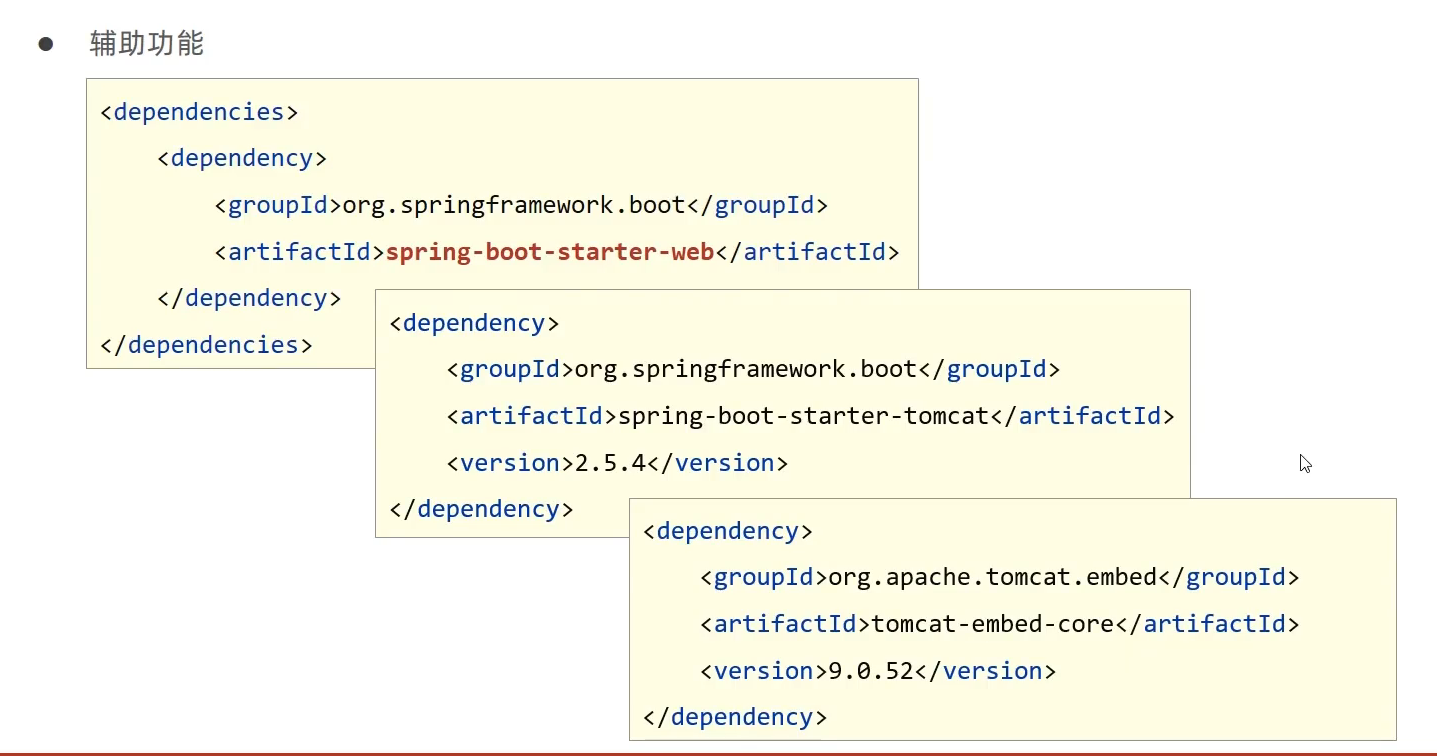 ● 辅助功能
<dependencies>
    <dependency>
        <groupId>org.springframework.boot</groupId>
        <artifactId>spring-boot-starter-web</artifactId>
    </dependency>
</dependencies>
<dependency>
    <groupId>org.springframework.boot</groupId>
    <artifactId>spring-boot-starter-tomcat</artifactId>
    <version>2.5.4</version>
</dependency>
<dependency>
    <groupId>org.apache.tomcat.embed</groupId>
    <artifactId>tomcat-embed-core</artifactId>
    <version>9.0.52</version>
</dependency>